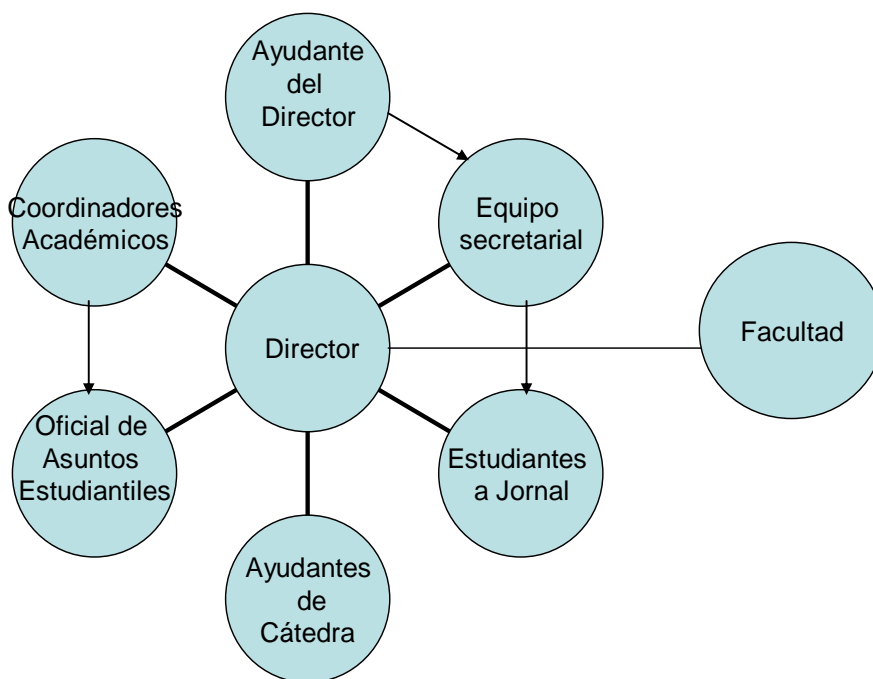 Ayudante
del
Director
Coordinadores
Académicos
Equipo
secretarial
Director
Facultad
Oficial de
Asuntos
Estudiantiles
Estudiantes
a Jornal
Ayudantes
de
Cátedra